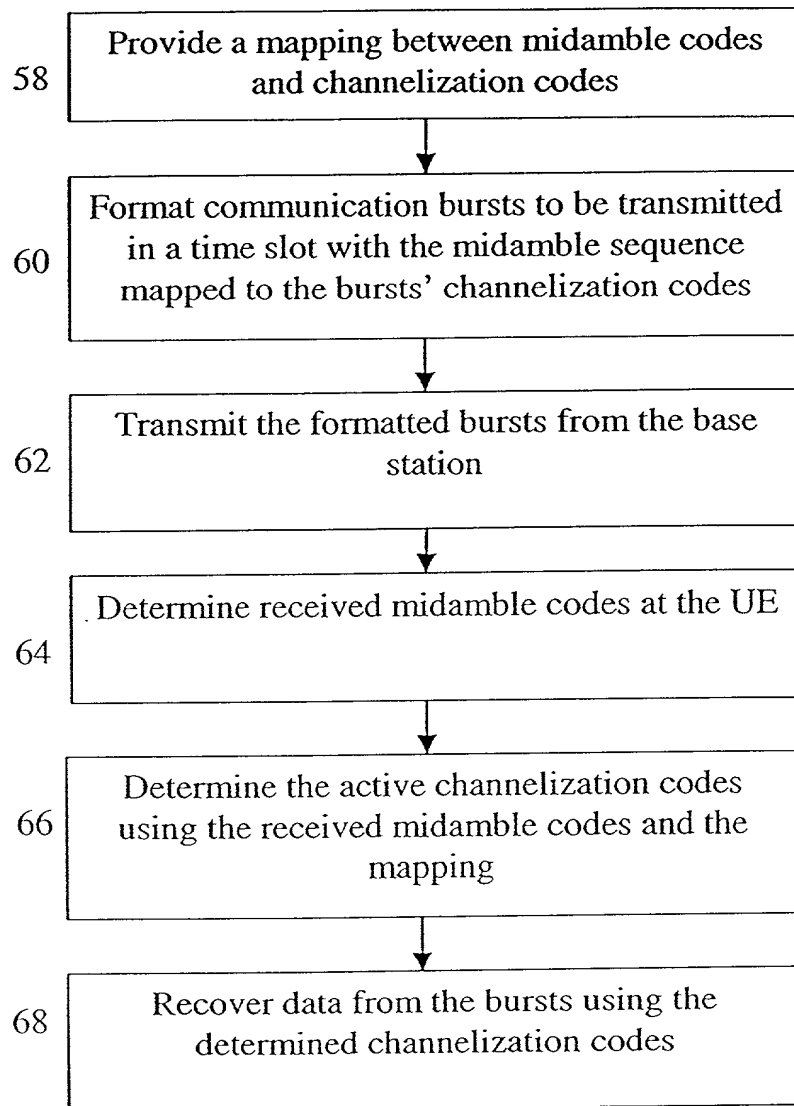 Provide a mapping between midamble codes
and channelization codes
58
Format communication bursts to be transmitted
in a time slot with the midamble sequence
mapped to the bursts' channelization codes
60
Transmit the formatted bursts from the base
station
62
Determine received midamble codes at the UE
64
Determine the active channelization codes
using the received midamble codes and the
mapping
66
Recover data from the bursts using the
determined channelization codes
68